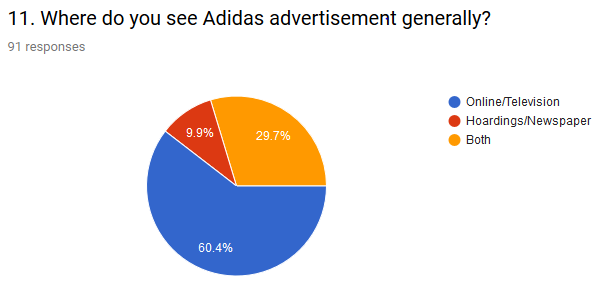 11. Where do you see Adidas advertisement generally?
91 responses
Online/Television
Hoardings/Newspaper
Both
9.9%
29.7%
60.4%